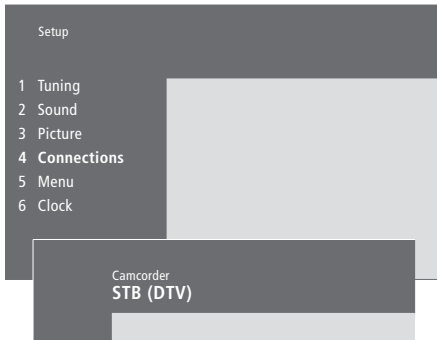 Setup
1 Tuning
2 Sound
3 Picture
4 Connections
5 Menu
6 Clock
Camcorder
STB (DTV)